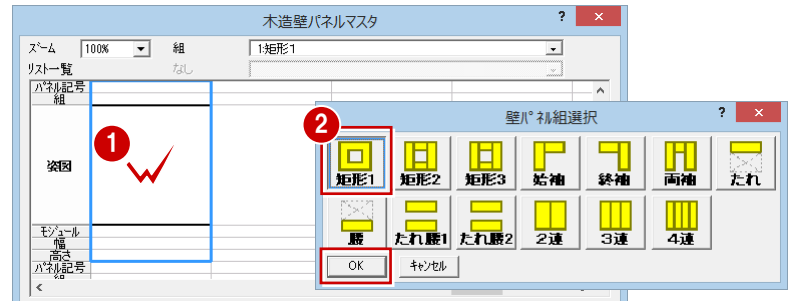 木造壁パネルマスタ
? ×
ズーム 100% 組 1:矩形1
リスト一覧 なし
パネル記号
組
姿図
1
モジュール
幅
高さ
パネル記号
組
2
壁パネル組選択
? ×
矩形1 矩形2 矩形3 始袖 終袖 両袖 たれ
腰 たれ腰1 たれ腰2 2連 3連 4連
OK キャンセル